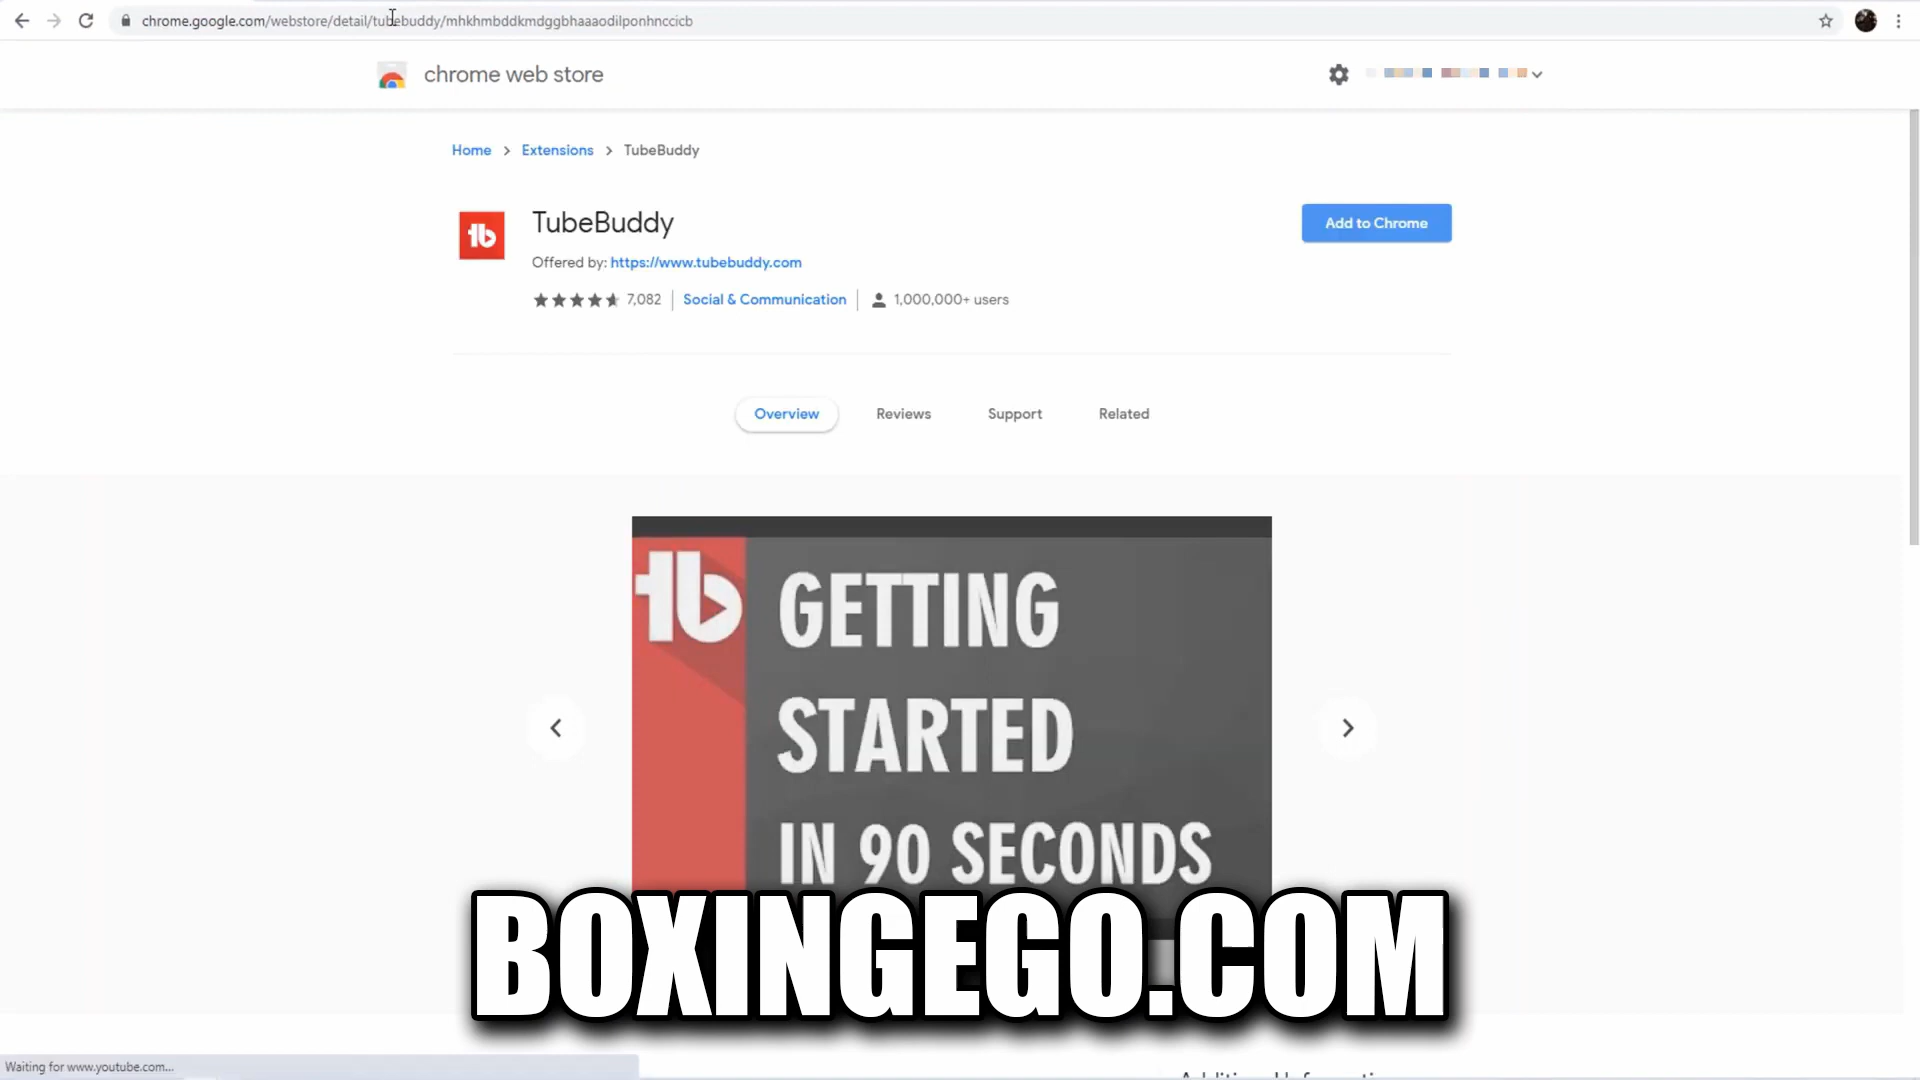 chrome.google.com/webstore/detail/tubebuddy/mhkhmbddkmdggbhaaaodilponhnccicb
chrome web store
Home > Extensions > TubeBuddy
tb
TubeBuddy
Add to Chrome
Offered by: https://www.tubebuddy.com
7,082 Social & Communication 1,000,000+ users
Overview Reviews Support Related
tb
GETTING
STARTED
IN 90 SECONDS
BOXINGEGO.COM
Waiting for www.youtube.com...